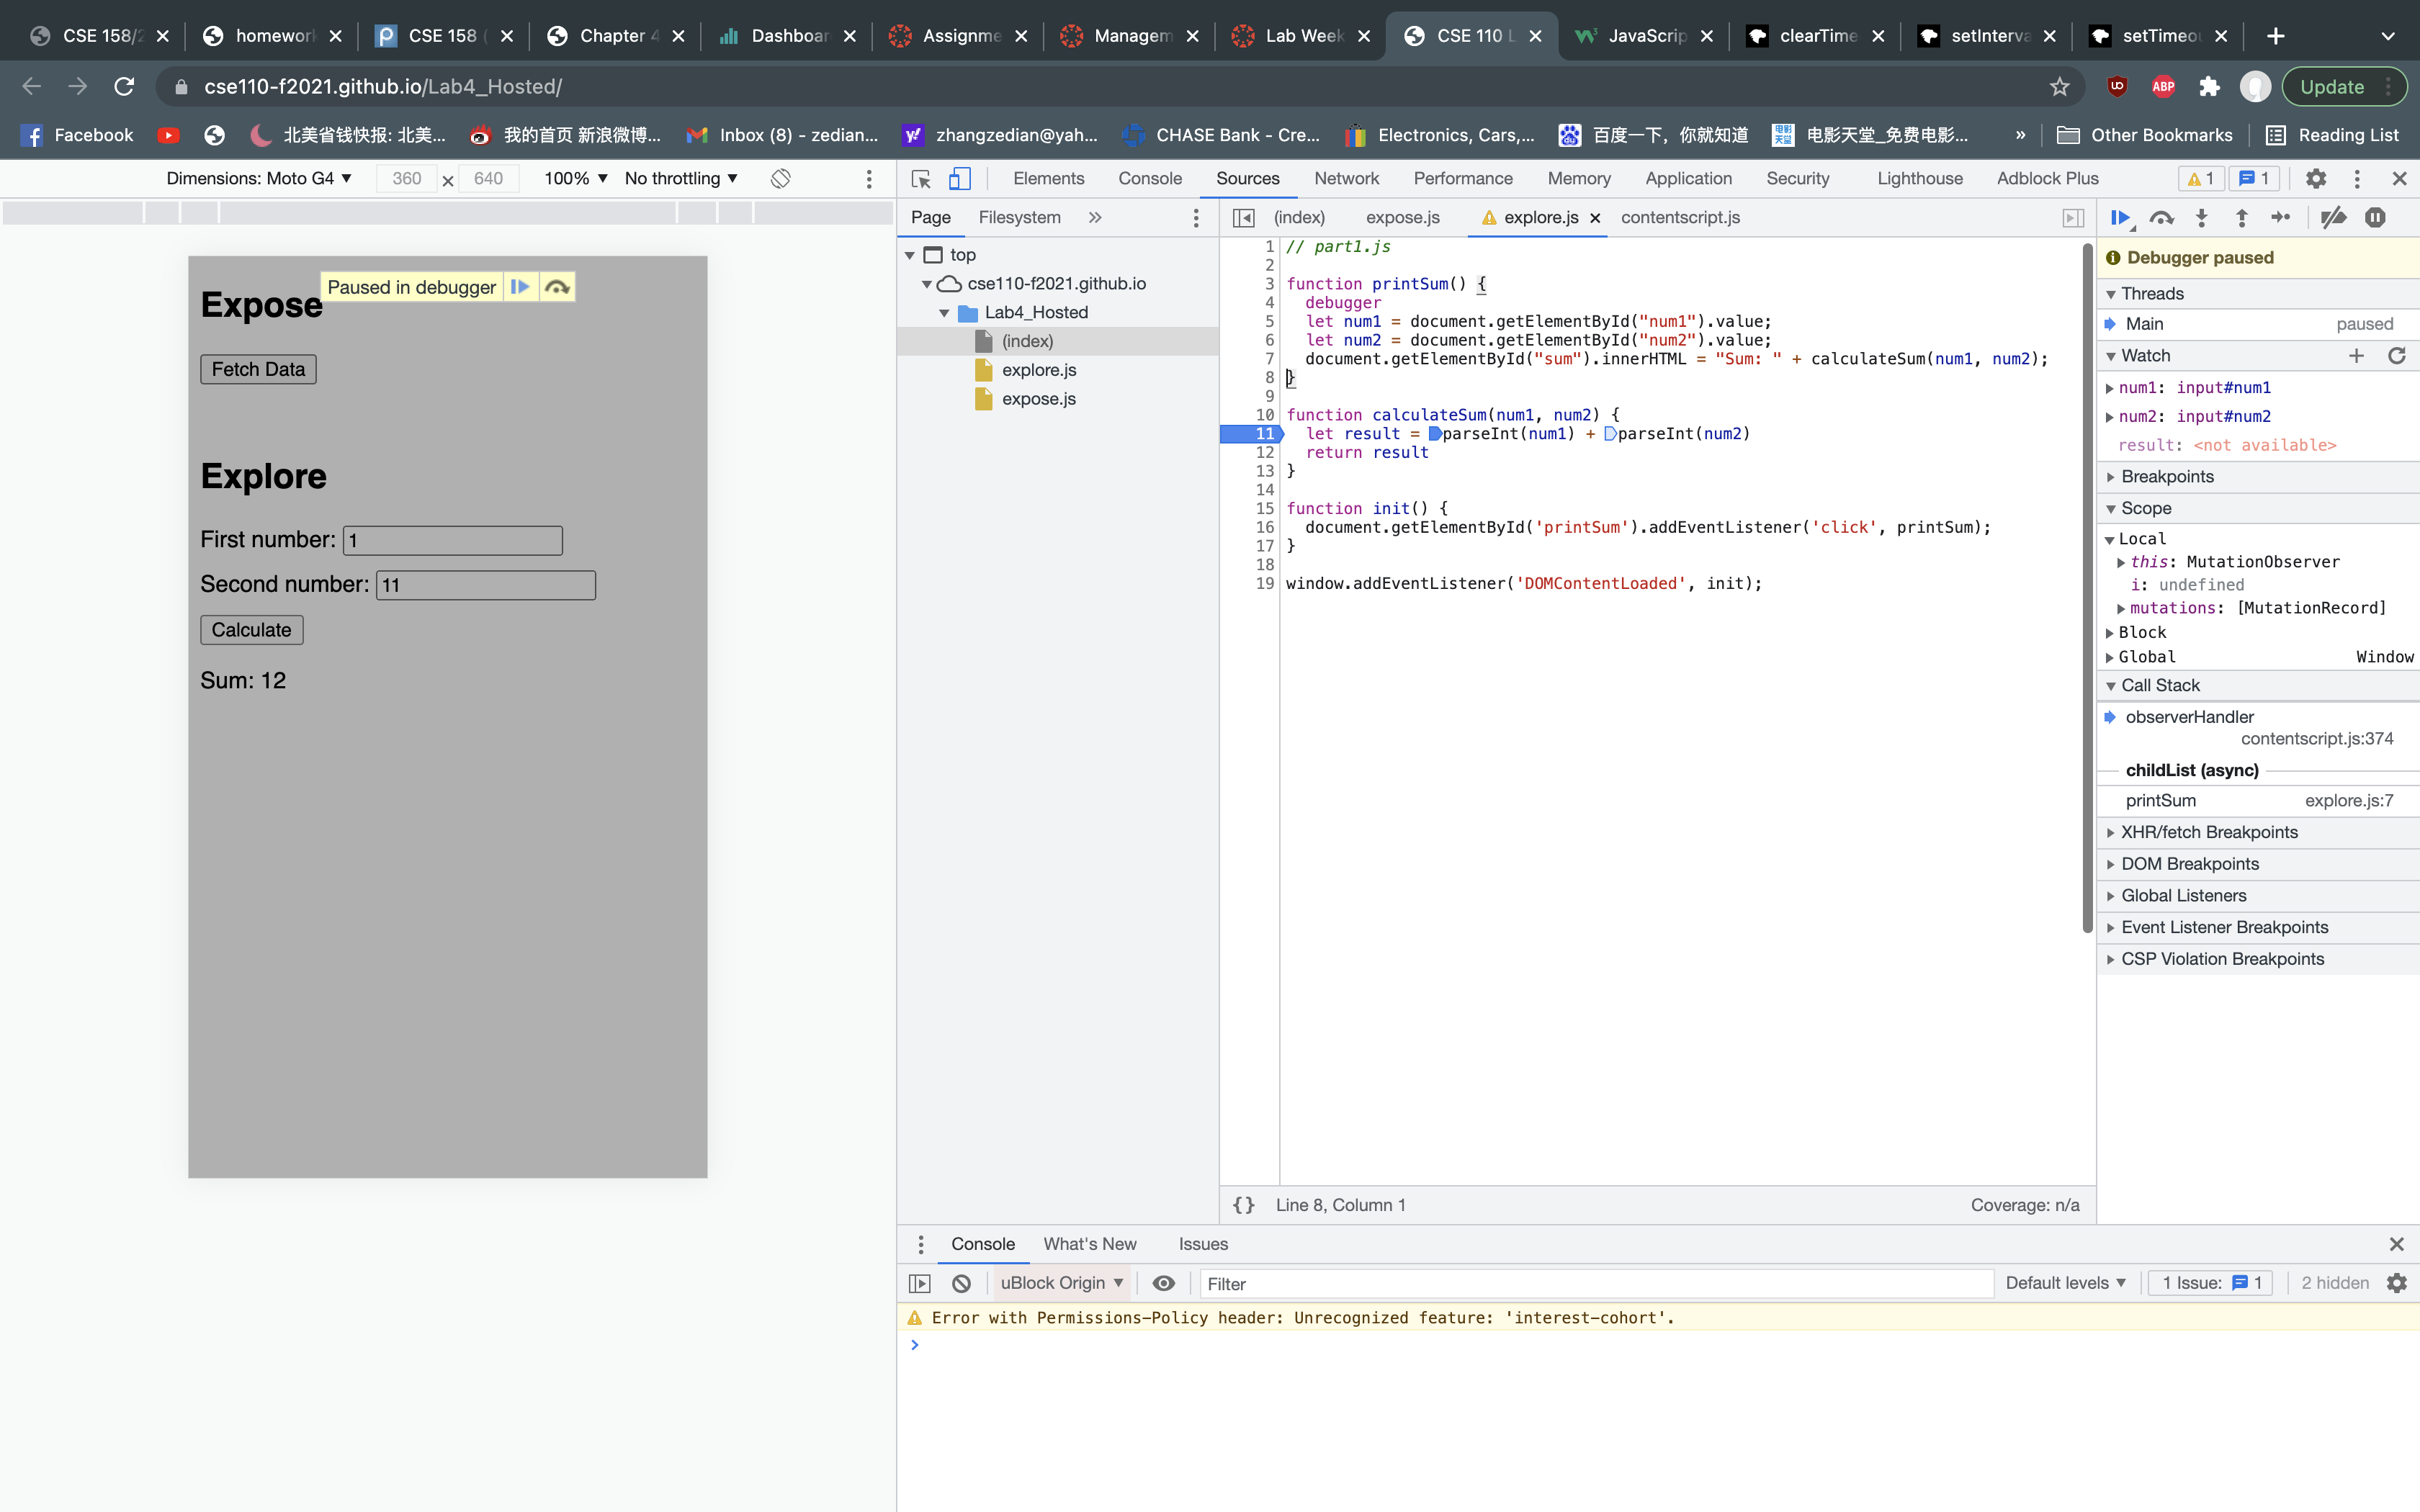 CSE 158/2 homework CSE 158 ( Chapter 4 Dashboar Assignme Managem Lab Week CSE 110 L JavaScrip clearTime setInterva setTimeou
cse110-f2021.github.io/Lab4_Hosted/ ABP Update
Facebook 北美省钱快报: 北美... 我的首页 新浪微博... Inbox (8) - zedian... zhangzedian@yah... CHASE Bank - Cre... Electronics, Cars,... 百度一下，你就知道 电影天堂_免费电影... » Other Bookmarks Reading List
Dimensions: Moto G4 ▼ 360 × 640 100% ▼ No throttling ▼
Elements Console Sources Network Performance Memory Application Security Lighthouse Adblock Plus 1 1
Paused in debugger
Expose
Fetch Data
Explore
First number: 1
Second number: 11
Calculate
Sum: 12
Page Filesystem »
top
cse110-f2021.github.io
Lab4_Hosted
(index)
explore.js
expose.js
(index) expose.js explore.js contentscript.js
1 // part1.js
2
3 function printSum() {
4 debugger
5 let num1 = document.getElementById("num1").value;
6 let num2 = document.getElementById("num2").value;
7 document.getElementById("sum").innerHTML = "Sum: " + calculateSum(num1, num2);
8 }
9
10 function calculateSum(num1, num2) {
11 let result = parseInt(num1) + parseInt(num2)
12 return result
13 }
14
15 function init() {
16 document.getElementById('printSum').addEventListener('click', printSum);
17 }
18
19 window.addEventListener('DOMContentLoaded', init);
{} Line 8, Column 1 Coverage: n/a
Debugger paused
Threads
Main paused
Watch
num1: input#num1
num2: input#num2
result: <not available>
Breakpoints
Scope
Local
this: MutationObserver
i: undefined
mutations: [MutationRecord]
Block
Global Window
Call Stack
observerHandler
contentscript.js:374
childList (async)
printSum explore.js:7
XHR/fetch Breakpoints
DOM Breakpoints
Global Listeners
Event Listener Breakpoints
CSP Violation Breakpoints
Console What's New Issues
uBlock Origin ▼ Filter Default levels ▼ 1 Issue: 1 2 hidden
Error with Permissions-Policy header: Unrecognized feature: 'interest-cohort'.